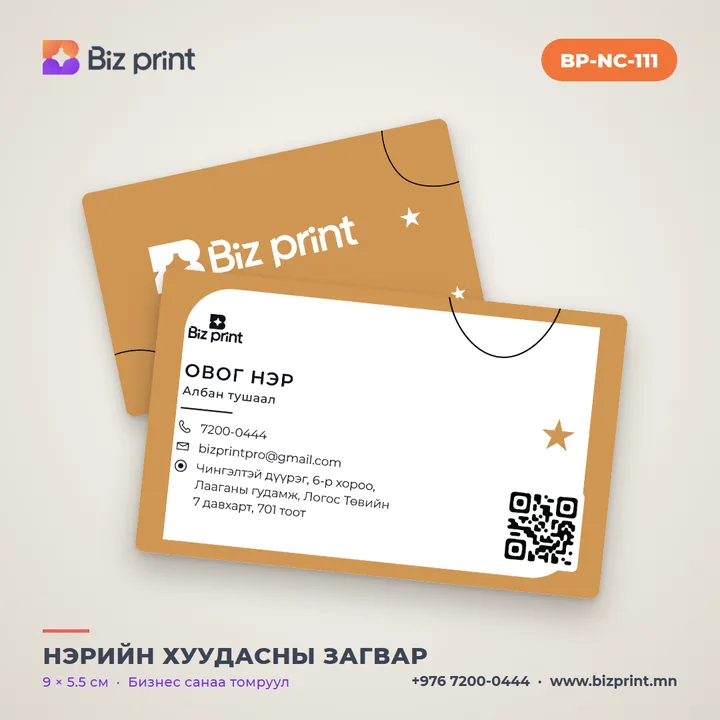 Biz print
BP-NC-111
Biz print
Biz print
ОВОГ НЭР
Албан тушаал
7200-0444
bizprintpro@gmail.com
Чингэлтэй дүүрэг, 6-р хороо,
Лааганы гудамж, Логос Төвийн
7 давхарт, 701 тоот
НЭРИЙН ХУУДАСНЫ ЗАГВАР
9 × 5.5 см · Бизнес санаа томруул
+976 7200-0444 · www.bizprint.mn